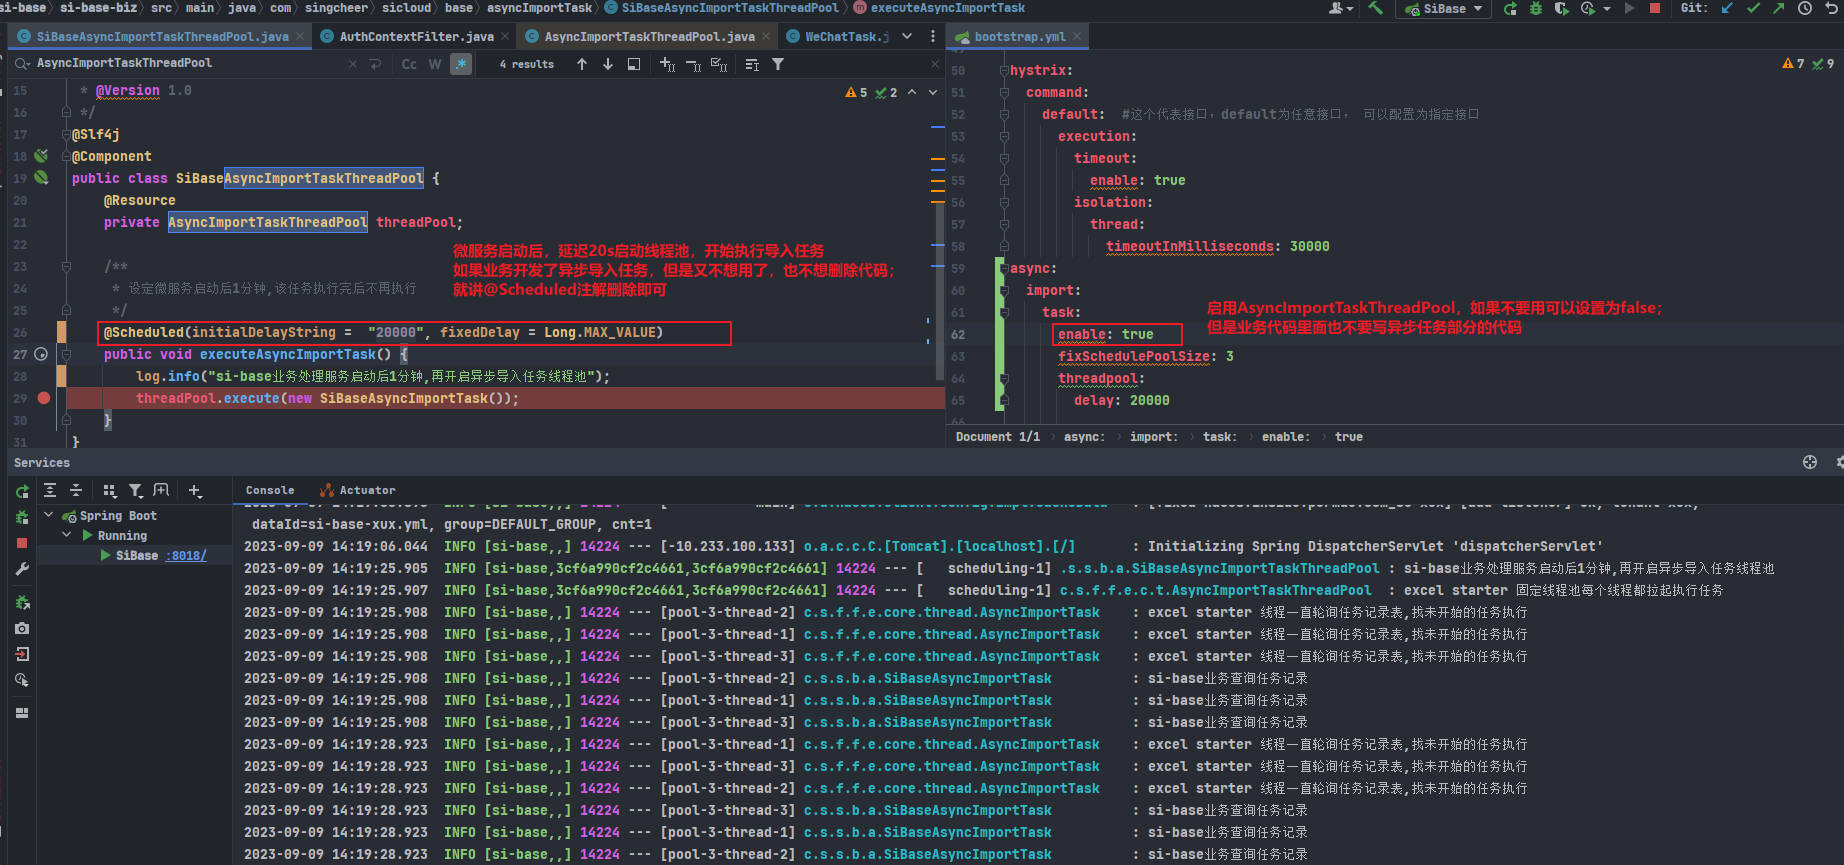 si-base 〉 si-base-biz 〉 src 〉 main 〉 java 〉 com 〉 singcheer 〉 sicloud 〉 base 〉 asyncImportTask 〉 SiBaseAsyncImportTaskThreadPool 〉 executeAsyncImportTask
SiBase
Git:
SiBaseAsyncImportTaskThreadPool.java
AuthContextFilter.java
AsyncImportTaskThreadPool.java
WeChatTask.j
bootstrap.yml
AsyncImportTaskThreadPool
Cc
W
.*
4 results
5 2
15 * @Version 1.0
16 */
17 @Slf4j
18 @Component
19 public class SiBaseAsyncImportTaskThreadPool {
20 @Resource
21 private AsyncImportTaskThreadPool threadPool;
22
微服务启动后，延迟20s启动线程池，开始执行导入任务
如果业务开发了异步导入任务，但是又不想用了，也不想删除代码；
就讲@Scheduled注解删除即可
23 /**
24 * 设定微服务启动后1分钟,该任务执行完后不再执行
25 */
26 @Scheduled(initialDelayString = "20000", fixedDelay = Long.MAX_VALUE)
27 public void executeAsyncImportTask() {
28 log.info("si-base业务处理服务启动后1分钟,再开启异步导入任务线程池");
29 threadPool.execute(new SiBaseAsyncImportTask());
30 }
31 }
7 9
50 hystrix:
51 command:
52 default: #这个代表接口，default为任意接口， 可以配置为指定接口
53 execution:
54 timeout:
55 enable: true
56 isolation:
57 thread:
58 timeoutInMilliseconds: 30000
59 async:
60 import:
61 task:
启用AsyncImportTaskThreadPool，如果不要用可以设置为false；
但是业务代码里面也不要写异步任务部分的代码
62 enable: true
63 fixSchedulePoolSize: 3
64 threadpool:
65 delay: 20000
66
Document 1/1 〉 async: 〉 import: 〉 task: 〉 enable: 〉 true
Services
Console
Actuator
Spring Boot
Running
SiBase :8018/
dataId=si-base-xux.yml, group=DEFAULT_GROUP, cnt=1
2023-09-09 14:19:06.044 INFO [si-base,,] 14224 --- [-10.233.100.133] o.a.c.c.C.[Tomcat].[localhost].[/] : Initializing Spring DispatcherServlet 'dispatcherServlet'
2023-09-09 14:19:25.905 INFO [si-base,3cf6a990cf2c4661,3cf6a990cf2c4661] 14224 --- [ scheduling-1] .s.s.b.a.SiBaseAsyncImportTaskThreadPool : si-base业务处理服务启动后1分钟,再开启异步导入任务线程池
2023-09-09 14:19:25.907 INFO [si-base,3cf6a990cf2c4661,3cf6a990cf2c4661] 14224 --- [ scheduling-1] c.s.f.f.e.c.t.AsyncImportTaskThreadPool : excel starter 固定线程池每个线程都拉起执行任务
2023-09-09 14:19:25.908 INFO [si-base,,] 14224 --- [pool-3-thread-2] c.s.f.f.e.core.thread.AsyncImportTask : excel starter 线程一直轮询任务记录表,找未开始的任务执行
2023-09-09 14:19:25.908 INFO [si-base,,] 14224 --- [pool-3-thread-1] c.s.f.f.e.core.thread.AsyncImportTask : excel starter 线程一直轮询任务记录表,找未开始的任务执行
2023-09-09 14:19:25.908 INFO [si-base,,] 14224 --- [pool-3-thread-3] c.s.f.f.e.core.thread.AsyncImportTask : excel starter 线程一直轮询任务记录表,找未开始的任务执行
2023-09-09 14:19:25.908 INFO [si-base,,] 14224 --- [pool-3-thread-2] c.s.s.b.a.SiBaseAsyncImportTask : si-base业务查询任务记录
2023-09-09 14:19:25.908 INFO [si-base,,] 14224 --- [pool-3-thread-1] c.s.s.b.a.SiBaseAsyncImportTask : si-base业务查询任务记录
2023-09-09 14:19:25.908 INFO [si-base,,] 14224 --- [pool-3-thread-3] c.s.s.b.a.SiBaseAsyncImportTask : si-base业务查询任务记录
2023-09-09 14:19:28.923 INFO [si-base,,] 14224 --- [pool-3-thread-1] c.s.f.f.e.core.thread.AsyncImportTask : excel starter 线程一直轮询任务记录表,找未开始的任务执行
2023-09-09 14:19:28.923 INFO [si-base,,] 14224 --- [pool-3-thread-3] c.s.f.f.e.core.thread.AsyncImportTask : excel starter 线程一直轮询任务记录表,找未开始的任务执行
2023-09-09 14:19:28.923 INFO [si-base,,] 14224 --- [pool-3-thread-2] c.s.f.f.e.core.thread.AsyncImportTask : excel starter 线程一直轮询任务记录表,找未开始的任务执行
2023-09-09 14:19:28.923 INFO [si-base,,] 14224 --- [pool-3-thread-3] c.s.s.b.a.SiBaseAsyncImportTask : si-base业务查询任务记录
2023-09-09 14:19:28.923 INFO [si-base,,] 14224 --- [pool-3-thread-1] c.s.s.b.a.SiBaseAsyncImportTask : si-base业务查询任务记录
2023-09-09 14:19:28.923 INFO [si-base,,] 14224 --- [pool-3-thread-2] c.s.s.b.a.SiBaseAsyncImportTask : si-base业务查询任务记录